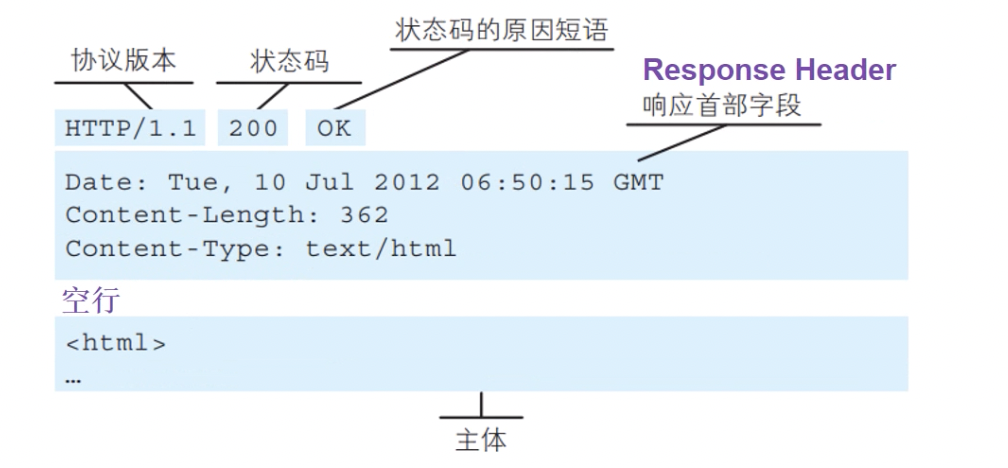 状态码的原因短语
协议版本
状态码
Response Header
响应首部字段
HTTP/1.1 200 OK
Date: Tue, 10 Jul 2012 06:50:15 GMT
Content-Length: 362
Content-Type: text/html
空行
<html>
…
主体